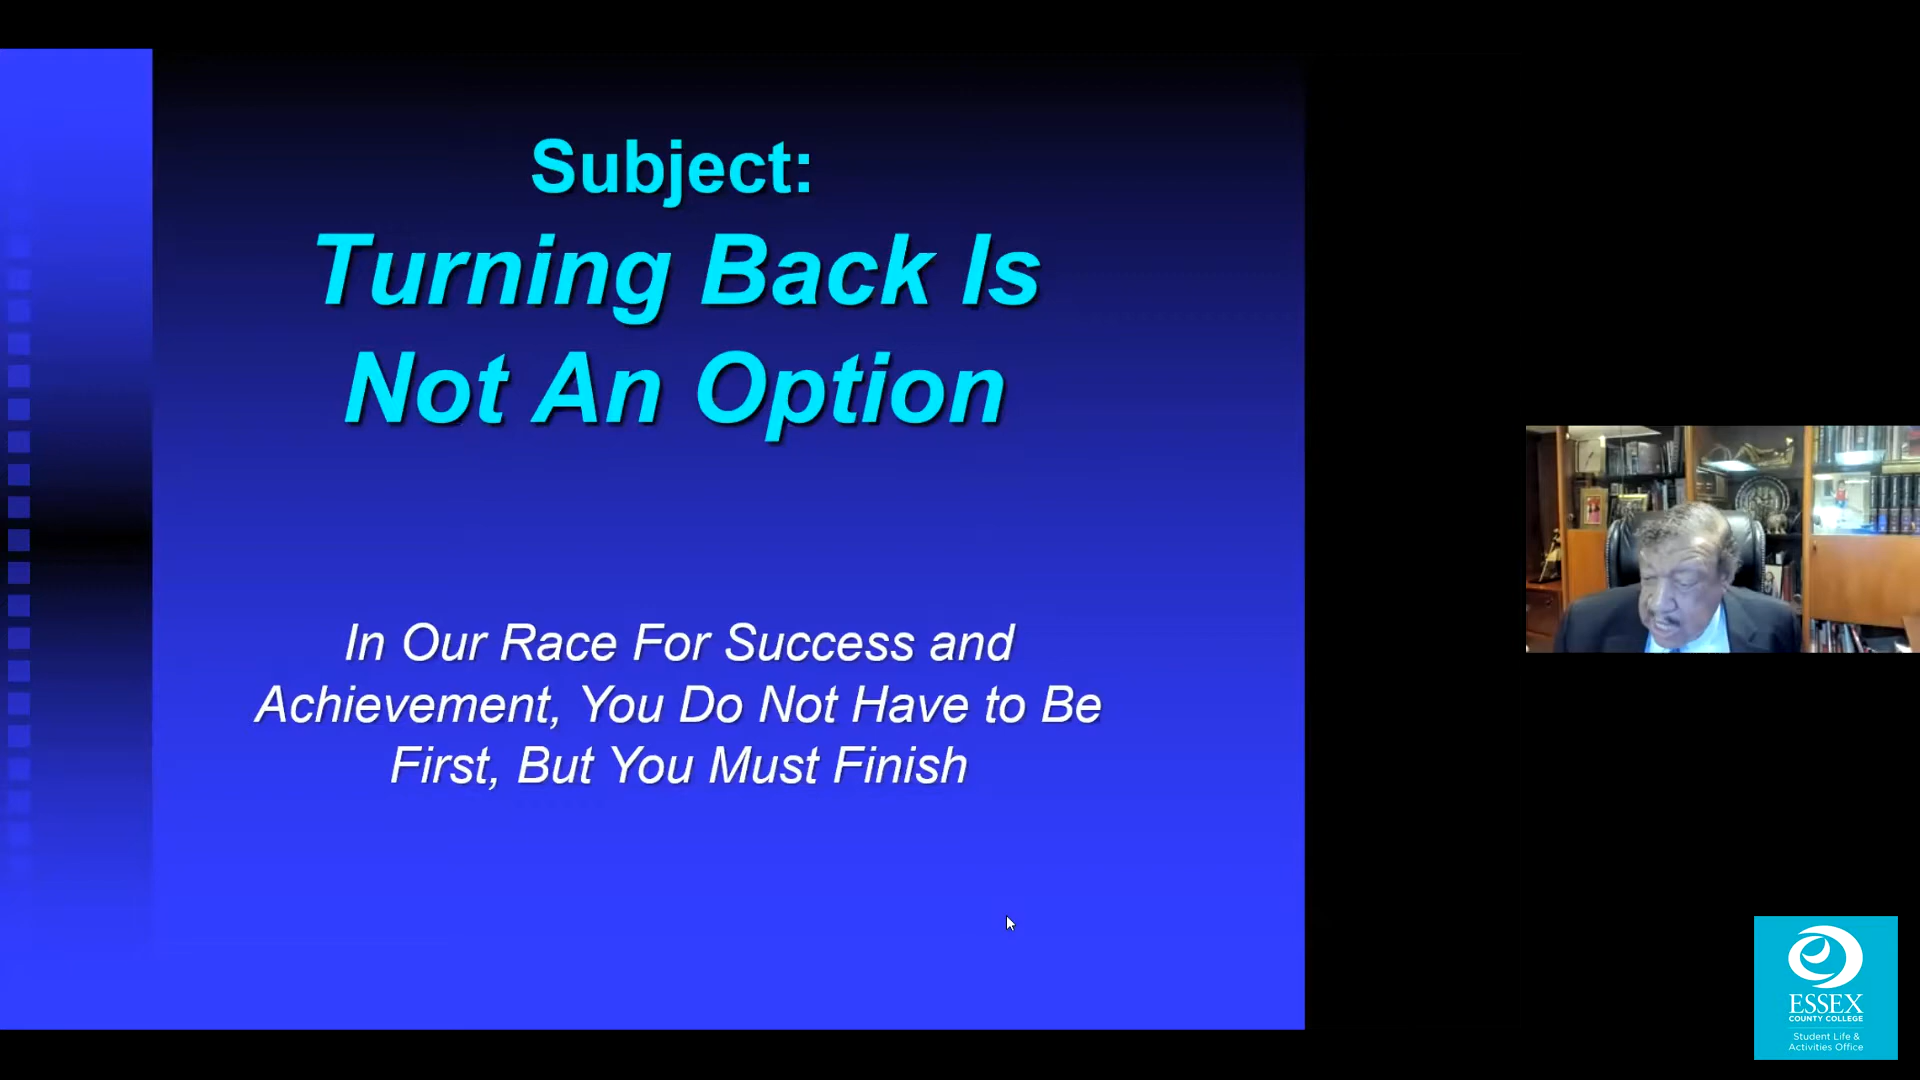 Subject:
Turning Back Is
Not An Option
In Our Race For Success and
Achievement, You Do Not Have to Be
First, But You Must Finish
ESSEX
COUNTY COLLEGE
Student Life &
Activities Office